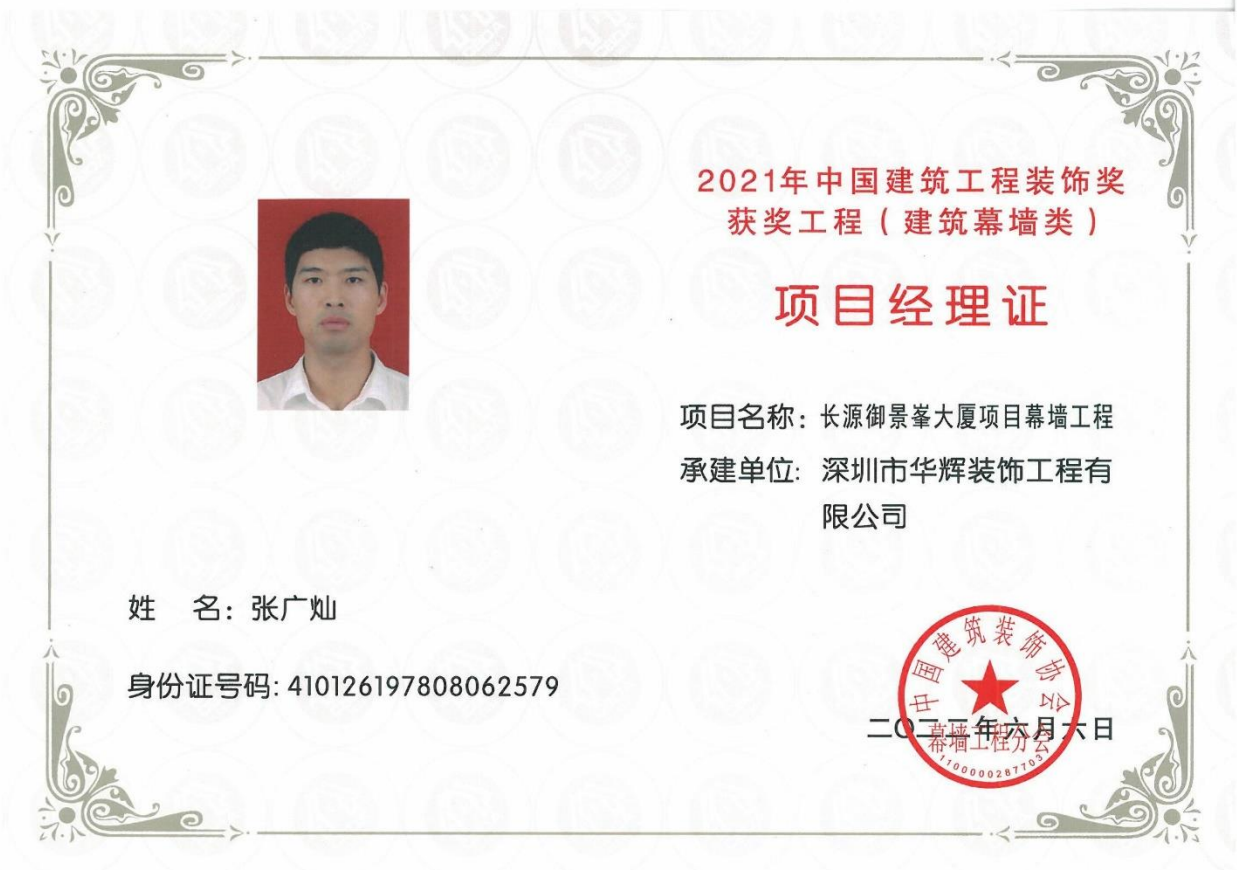 2021年中国建筑工程装饰奖
获奖工程（建筑幕墙类）
项目经理证
项目名称：长源御景峯大厦项目幕墙工程
承建单位：深圳市华辉装饰工程有
限公司
姓 名：张广灿
身份证号码：410126197808062579
中国建筑装饰协会
二〇二二年六月六日
幕墙工程分会